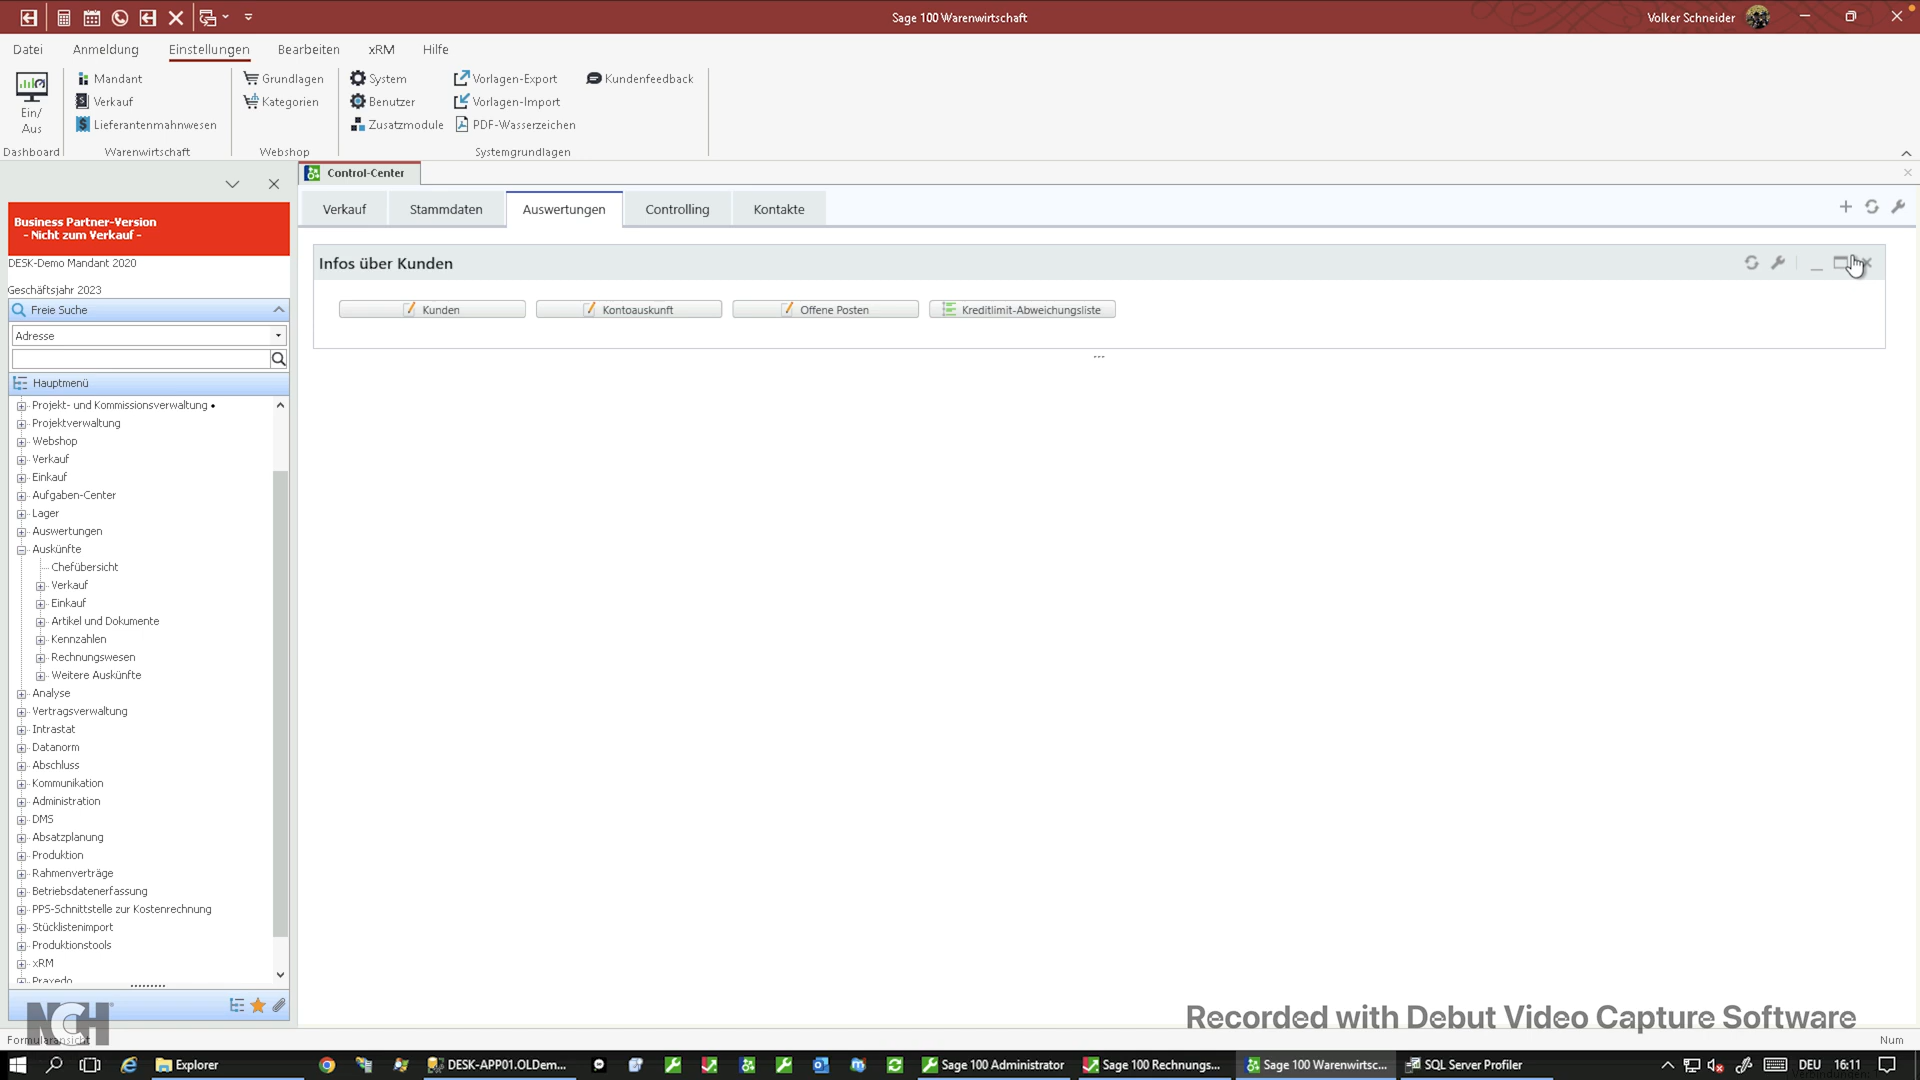 Sage 100 Warenwirtschaft
Volker Schneider
Datei Anmeldung Einstellungen Bearbeiten xRM Hilfe
Ein/
Aus
Dashboard
Mandant
Verkauf
Lieferantenmahnwesen
Warenwirtschaft
Grundlagen
Kategorien
Webshop
System
Benutzer
Zusatzmodule
Vorlagen-Export
Vorlagen-Import
PDF-Wasserzeichen
Kundenfeedback
Systemgrundlagen
Business Partner-Version
- Nicht zum Verkauf -
DESK-Demo Mandant 2020
Geschäftsjahr 2023
Freie Suche
Adresse
Hauptmenü
Projekt- und Kommissionsverwaltung •
Projektverwaltung
Webshop
Verkauf
Einkauf
Aufgaben-Center
Lager
Auswertungen
Auskünfte
Chefübersicht
Verkauf
Einkauf
Artikel und Dokumente
Kennzahlen
Rechnungswesen
Weitere Auskünfte
Analyse
Vertragsverwaltung
Intrastat
Datanorm
Abschluss
Kommunikation
Administration
DMS
Absatzplanung
Produktion
Rahmenverträge
Betriebsdatenerfassung
PPS-Schnittstelle zur Kostenrechnung
Stücklistenimport
Produktionstools
xRM
Praxedo
Control-Center
Verkauf Stammdaten Auswertungen Controlling Kontakte
Infos über Kunden
Kunden Kontoauskunft Offene Posten Kreditlimit-Abweichungsliste
NCH
Recorded with Debut Video Capture Software
Formularansicht
Num
Explorer
DESK-APP01.OLDem...
Sage 100 Administrator
Sage 100 Rechnungs...
Sage 100 Warenwirtsc...
SQL Server Profiler
DEU
16:11